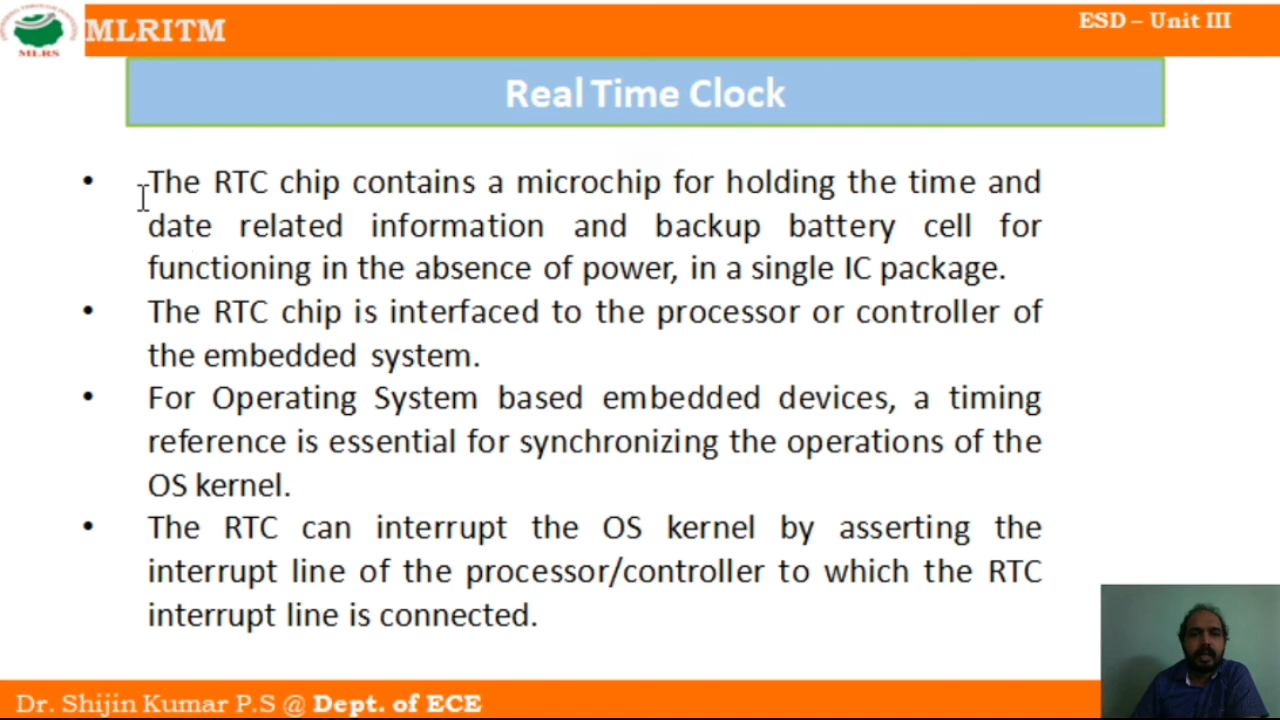 MLRITM
ESD – Unit III
MLRS
Real Time Clock
• The RTC chip contains a microchip for holding the time and
date related information and backup battery cell for
functioning in the absence of power, in a single IC package.
• The RTC chip is interfaced to the processor or controller of
the embedded system.
• For Operating System based embedded devices, a timing
reference is essential for synchronizing the operations of the
OS kernel.
• The RTC can interrupt the OS kernel by asserting the
interrupt line of the processor/controller to which the RTC
interrupt line is connected.
Dr. Shijin Kumar P.S @ Dept. of ECE